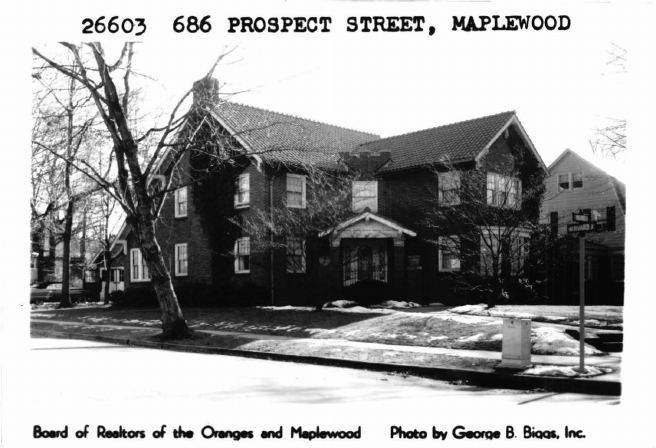 26603 686 PROSPECT STREET, MAPLEWOOD
Board of Realtors of the Oranges and Maplewood Photo by George B. Biggs, Inc.